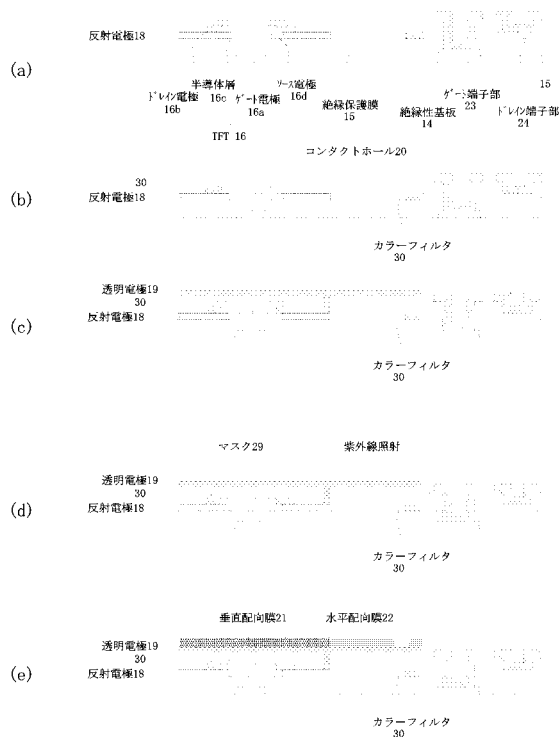 (a)
反射電極18
ドレイン電極
16b
半導体層
16c
ゲート電極
16a
ソース電極
16d
絶縁保護膜
15
絶縁性基板
14
ゲート端子部
23
15
ドレイン端子部
24
TFT 16
コンタクトホール20
(b)
30
反射電極18
カラーフィルタ
30
(c)
透明電極19
30
反射電極18
カラーフィルタ
30
(d)
マスク29
紫外線照射
透明電極19
30
反射電極18
カラーフィルタ
30
(e)
垂直配向膜21
水平配向膜22
透明電極19
30
反射電極18
カラーフィルタ
30